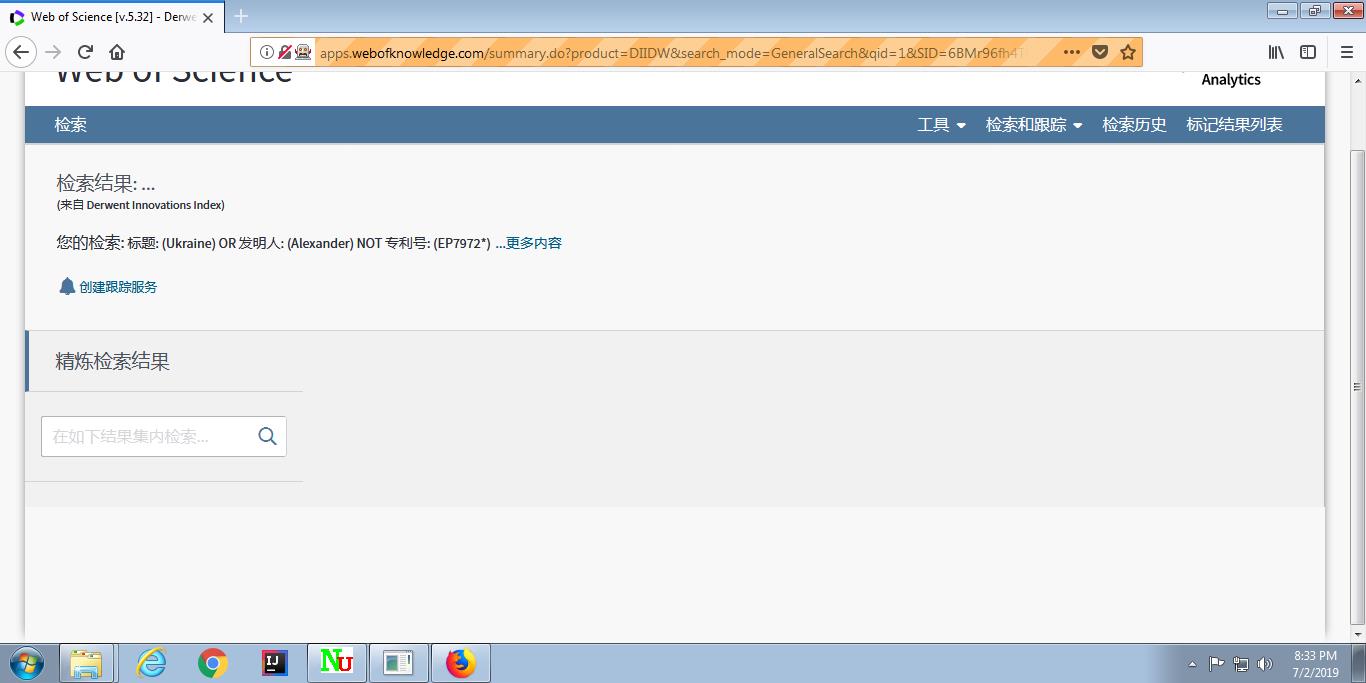 Web of Science [v.5.32] - Derwe
apps.webofknowledge.com/summary.do?product=DIIDW&search_mode=GeneralSearch&qid=1&SID=6BMr96fh4
Web of Science
Analytics
检索 工具 检索和跟踪 检索历史 标记结果列表
检索结果: ...
(来自 Derwent Innovations Index)
您的检索: 标题: (Ukraine) OR 发明人: (Alexander) NOT 专利号: (EP7972*) ...更多内容
创建跟踪服务
精炼检索结果
在如下结果集内检索...
IJ
NU
8:33 PM
7/2/2019